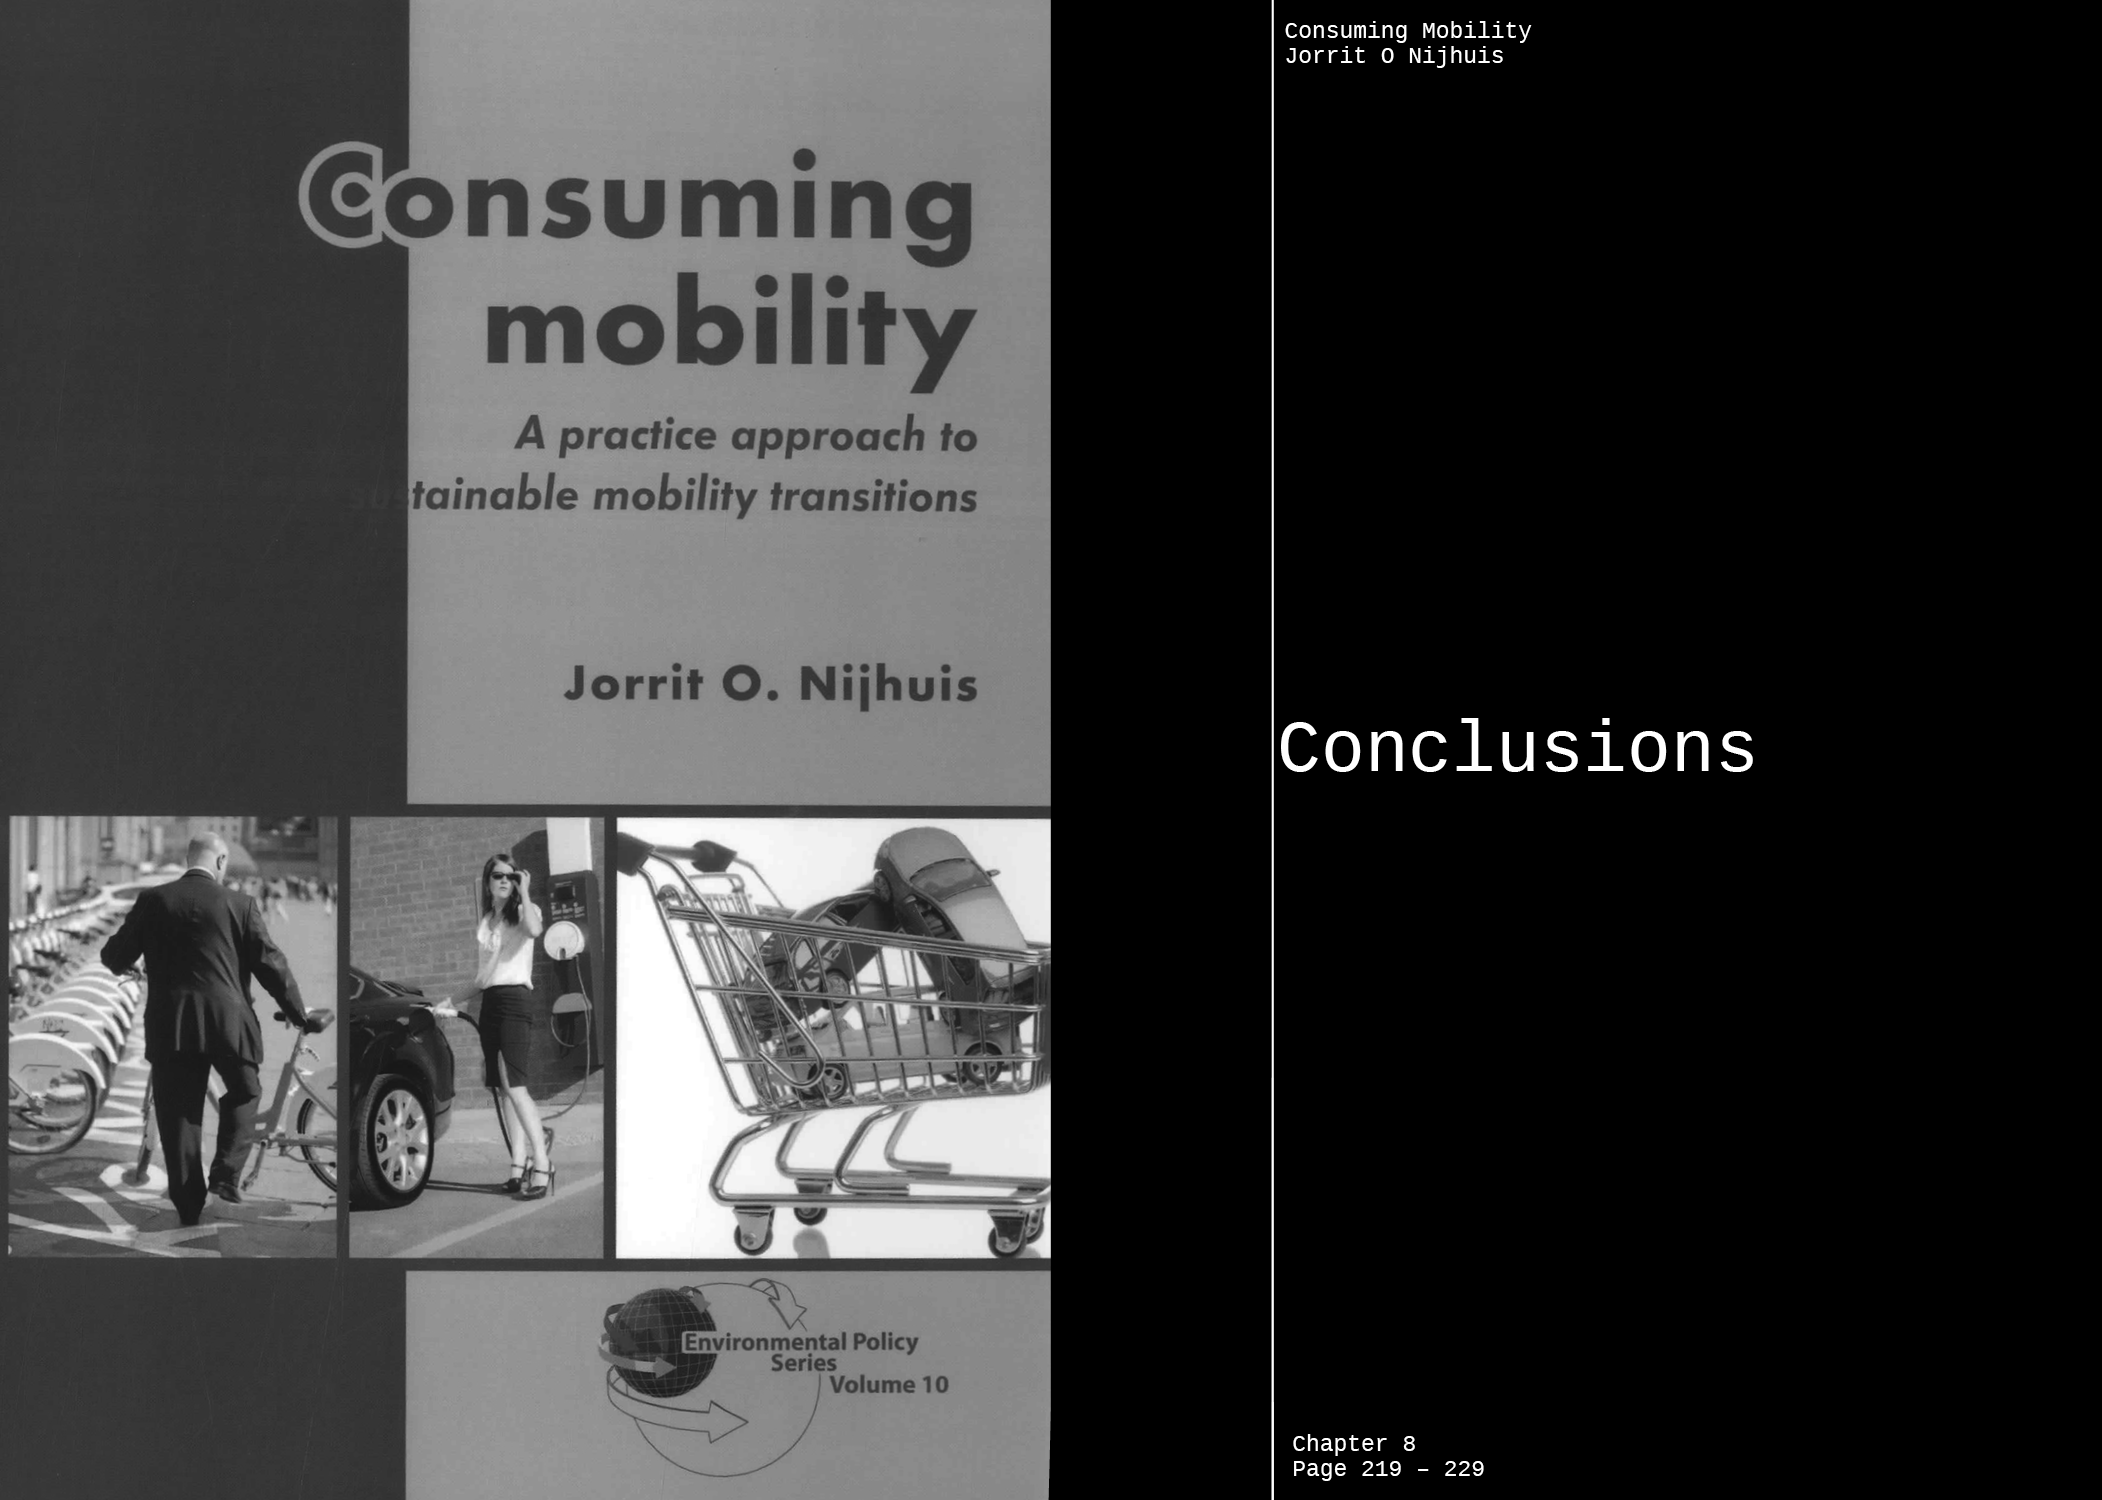 Consuming
mobility
A practice approach to
sustainable mobility transitions
Jorrit O. Nijhuis
Environmental Policy
Series
Volume 10
Consuming Mobility
Jorrit O Nijhuis
Conclusions
Chapter 8
Page 219 – 229